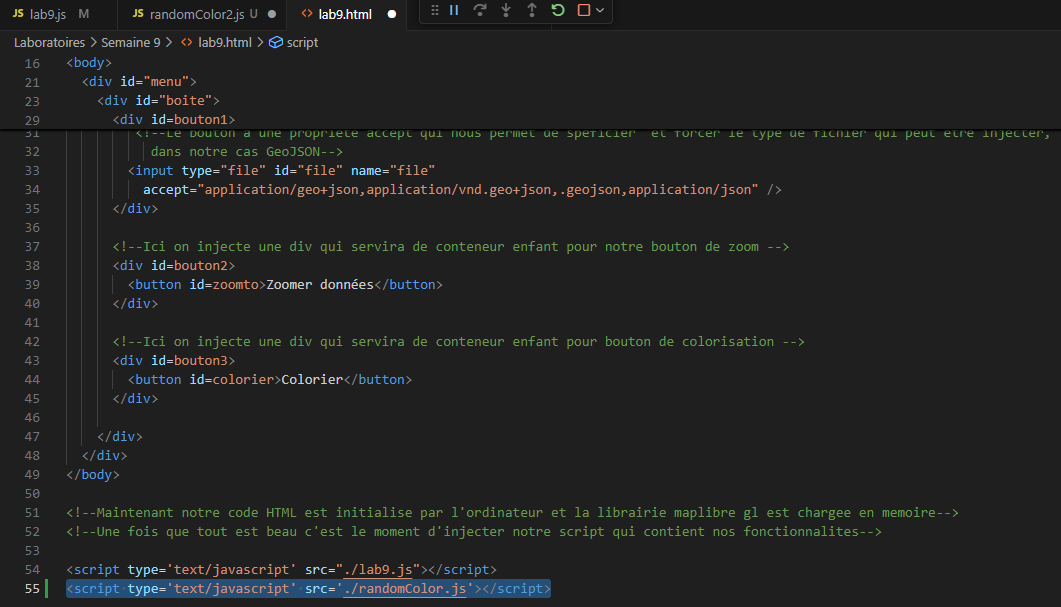 JS lab9.js M JS randomColor2.js U ● <> lab9.html ●
Laboratoires > Semaine 9 > <> lab9.html > script
16 <body>
21 <div id="menu">
23 <div id="boite">
29 <div id=bouton1>
31 <!--Le bouton a une propriete accept qui nous permet de speficier et forcer le type de fichier qui peut etre injecter,
32 dans notre cas GeoJSON-->
33 <input type="file" id="file" name="file"
34 accept="application/geo+json,application/vnd.geo+json,.geojson,application/json" />
35 </div>
36
37 <!--Ici on injecte une div qui servira de conteneur enfant pour notre bouton de zoom -->
38 <div id=bouton2>
39 <button id=zoomto>Zoomer données</button>
40 </div>
41
42 <!--Ici on injecte une div qui servira de conteneur enfant pour bouton de colorisation -->
43 <div id=bouton3>
44 <button id=colorier>Colorier</button>
45 </div>
46
47 </div>
48 </div>
49 </body>
50
51 <!--Maintenant notre code HTML est initialise par l'ordinateur et la librairie maplibre gl est chargee en memoire-->
52 <!--Une fois que tout est beau c'est le moment d'injecter notre script qui contient nos fonctionnalites-->
53
54 <script type='text/javascript' src="./lab9.js"></script>
55 <script type='text/javascript' src='./randomColor.js'></script>